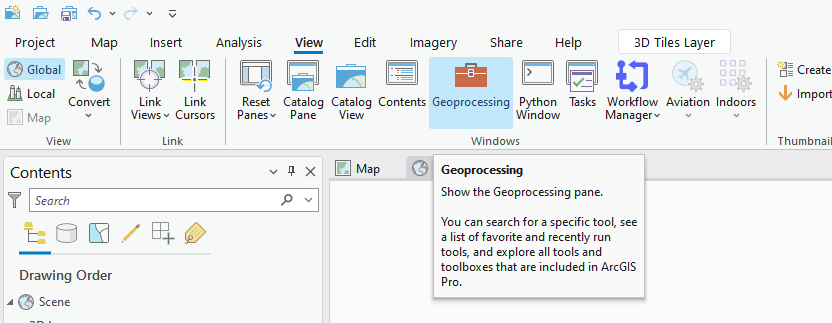 Project Map Insert Analysis View Edit Imagery Share Help 3D Tiles Layer
Global
Local
Map
Convert
View
Link
Views
Link
Cursors
Link
Reset
Panes
Catalog
Pane
Catalog
View
Contents
Geoprocessing
Python
Window
Tasks
Workflow
Manager
Aviation
Indoors
Windows
Create
Import
Thumbnail
Contents
Search
Drawing Order
Scene
Map
Geoprocessing
Show the Geoprocessing pane.
You can search for a specific tool, see
a list of favorite and recently run
tools, and explore all tools and
toolboxes that are included in ArcGIS
Pro.